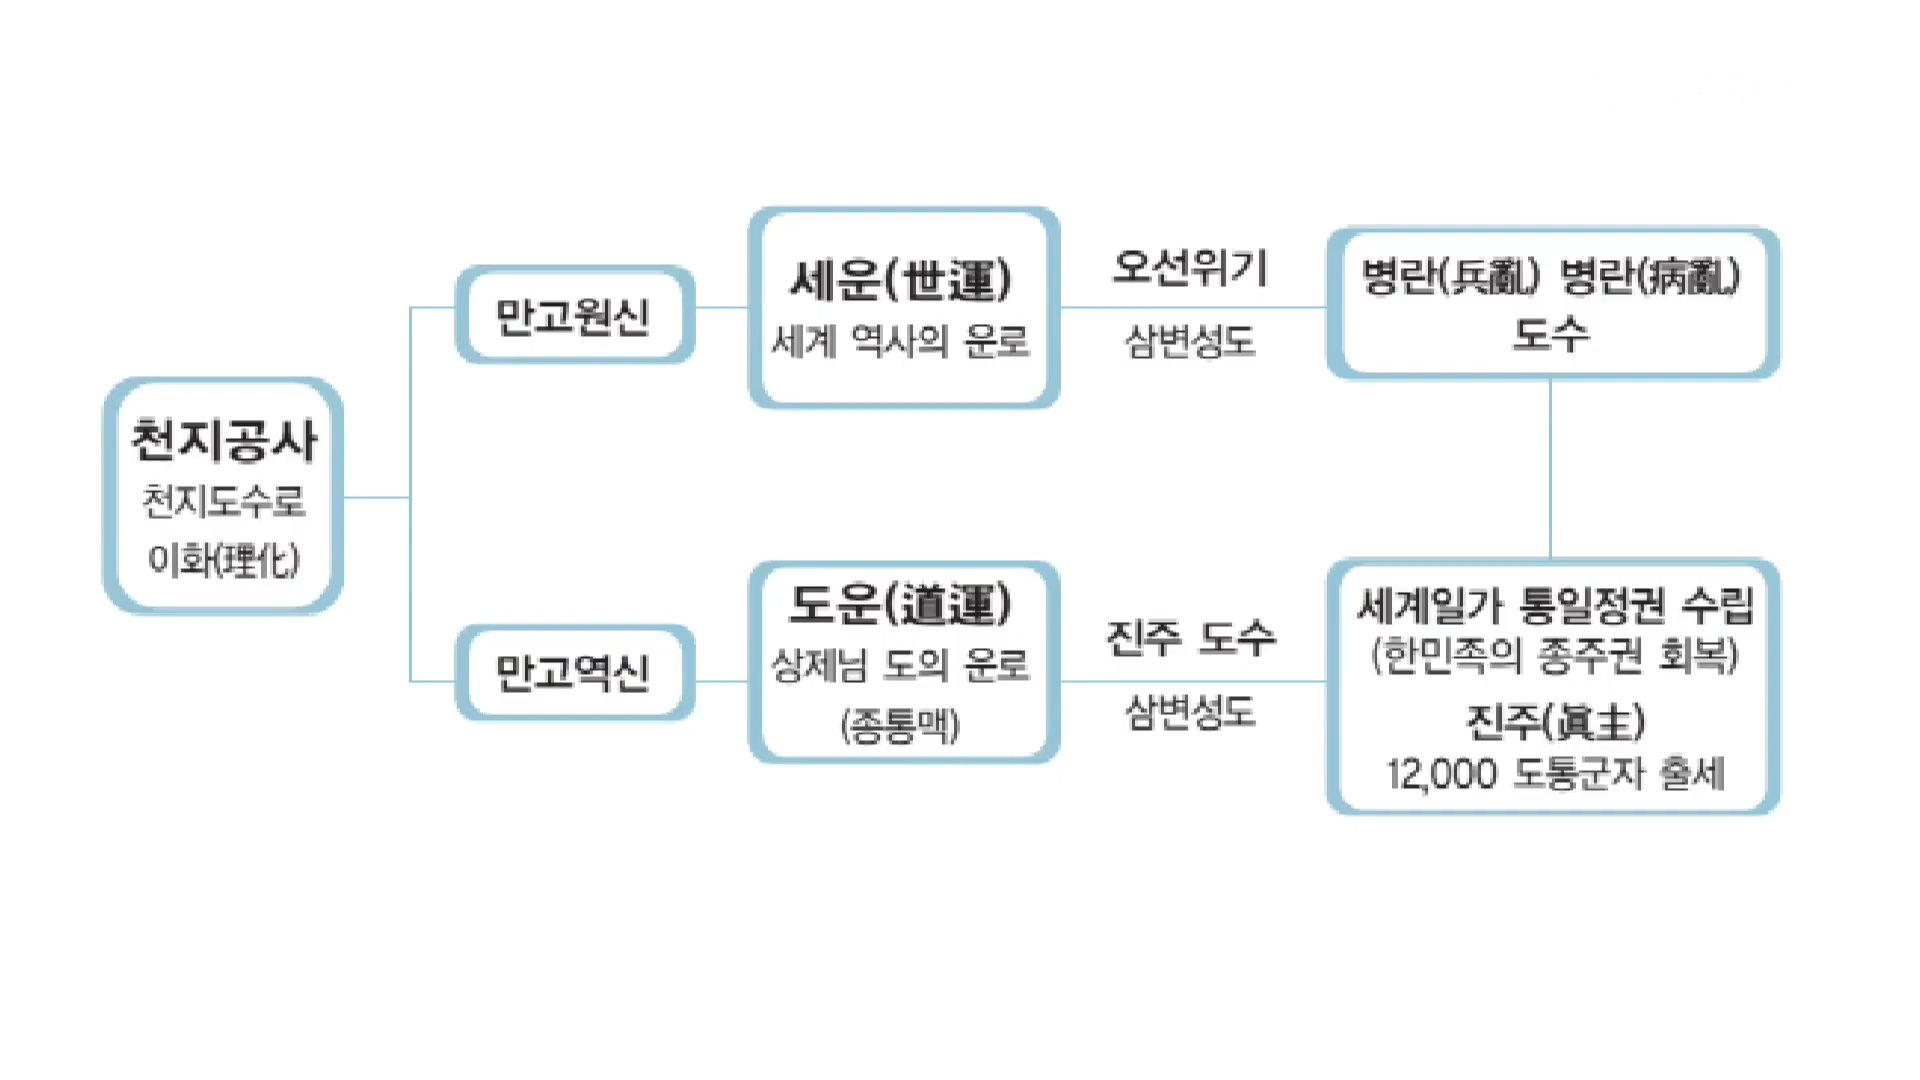 천지공사
천지도수로
이화(理化)
만고원신
세운(世運)
세계 역사의 운로
오선위기
삼변성도
병란(兵亂) 병란(病亂)
도수
만고역신
도운(道運)
상제님 도의 운로
(종통맥)
진주 도수
삼변성도
세계일가 통일정권 수립
(한민족의 종주권 회복)
진주(眞主)
12,000 도통군자 출세